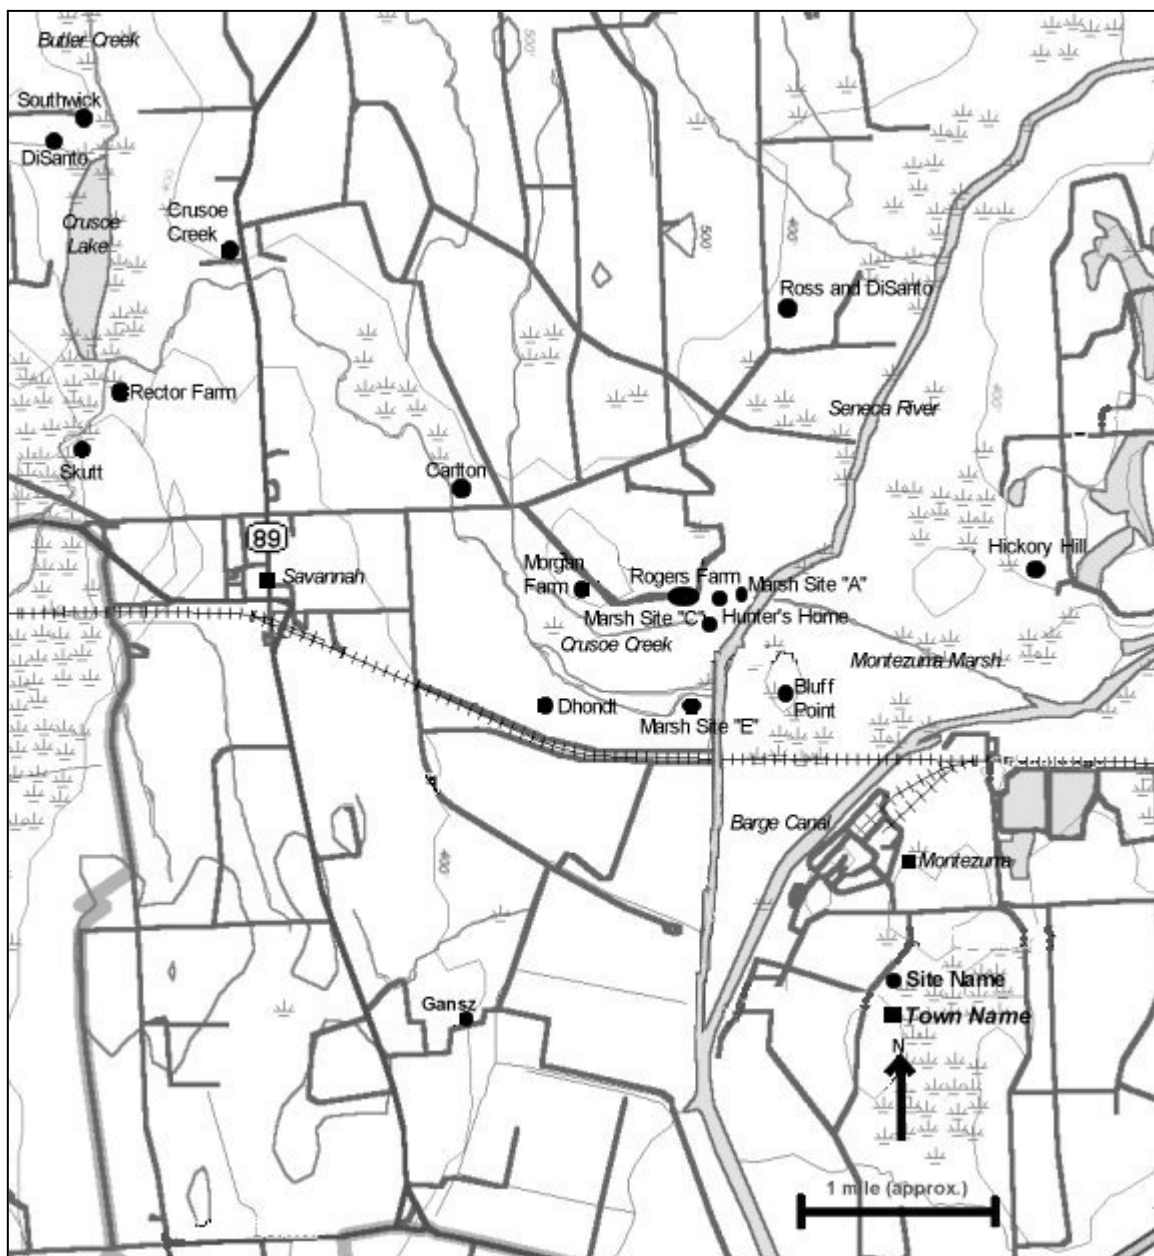 Butler Creek
500'
Southwick
DiSanto
Crusoe
Lake
Crusoe
Creek
500'
400'
Ross and DiSanto
Rector Farm
Seneca River
400'
Skutt
Carlton
89
Savannah
Morgan
Farm
Rogers Farm
Marsh Site "A"
Hickory Hill
Marsh Site "C"
Hunter's Home
Crusoe Creek
Montezuma Marsh
Dhondt
Marsh Site "E"
Bluff
Point
Barge Canal
400'
Montezuma
Gansz
Site Name
Town Name
N
1 mile (approx.)